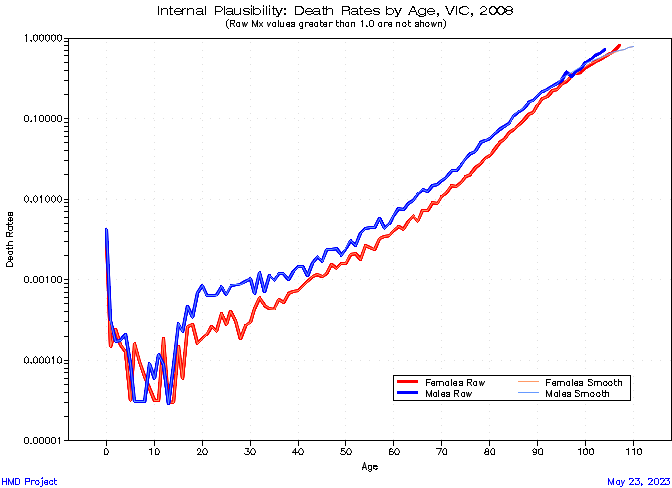 Internal Plausibility: Death Rates by Age, VIC, 2008
(Raw Mx values greater than 1.0 are not shown)
1.00000
0.10000
0.01000
0.00100
0.00010
0.00001
Death Rates
0 10 20 30 40 50 60 70 80 90 100 110
Age
Females Raw Females Smooth
Males Raw Males Smooth
HMD Project May 23, 2023